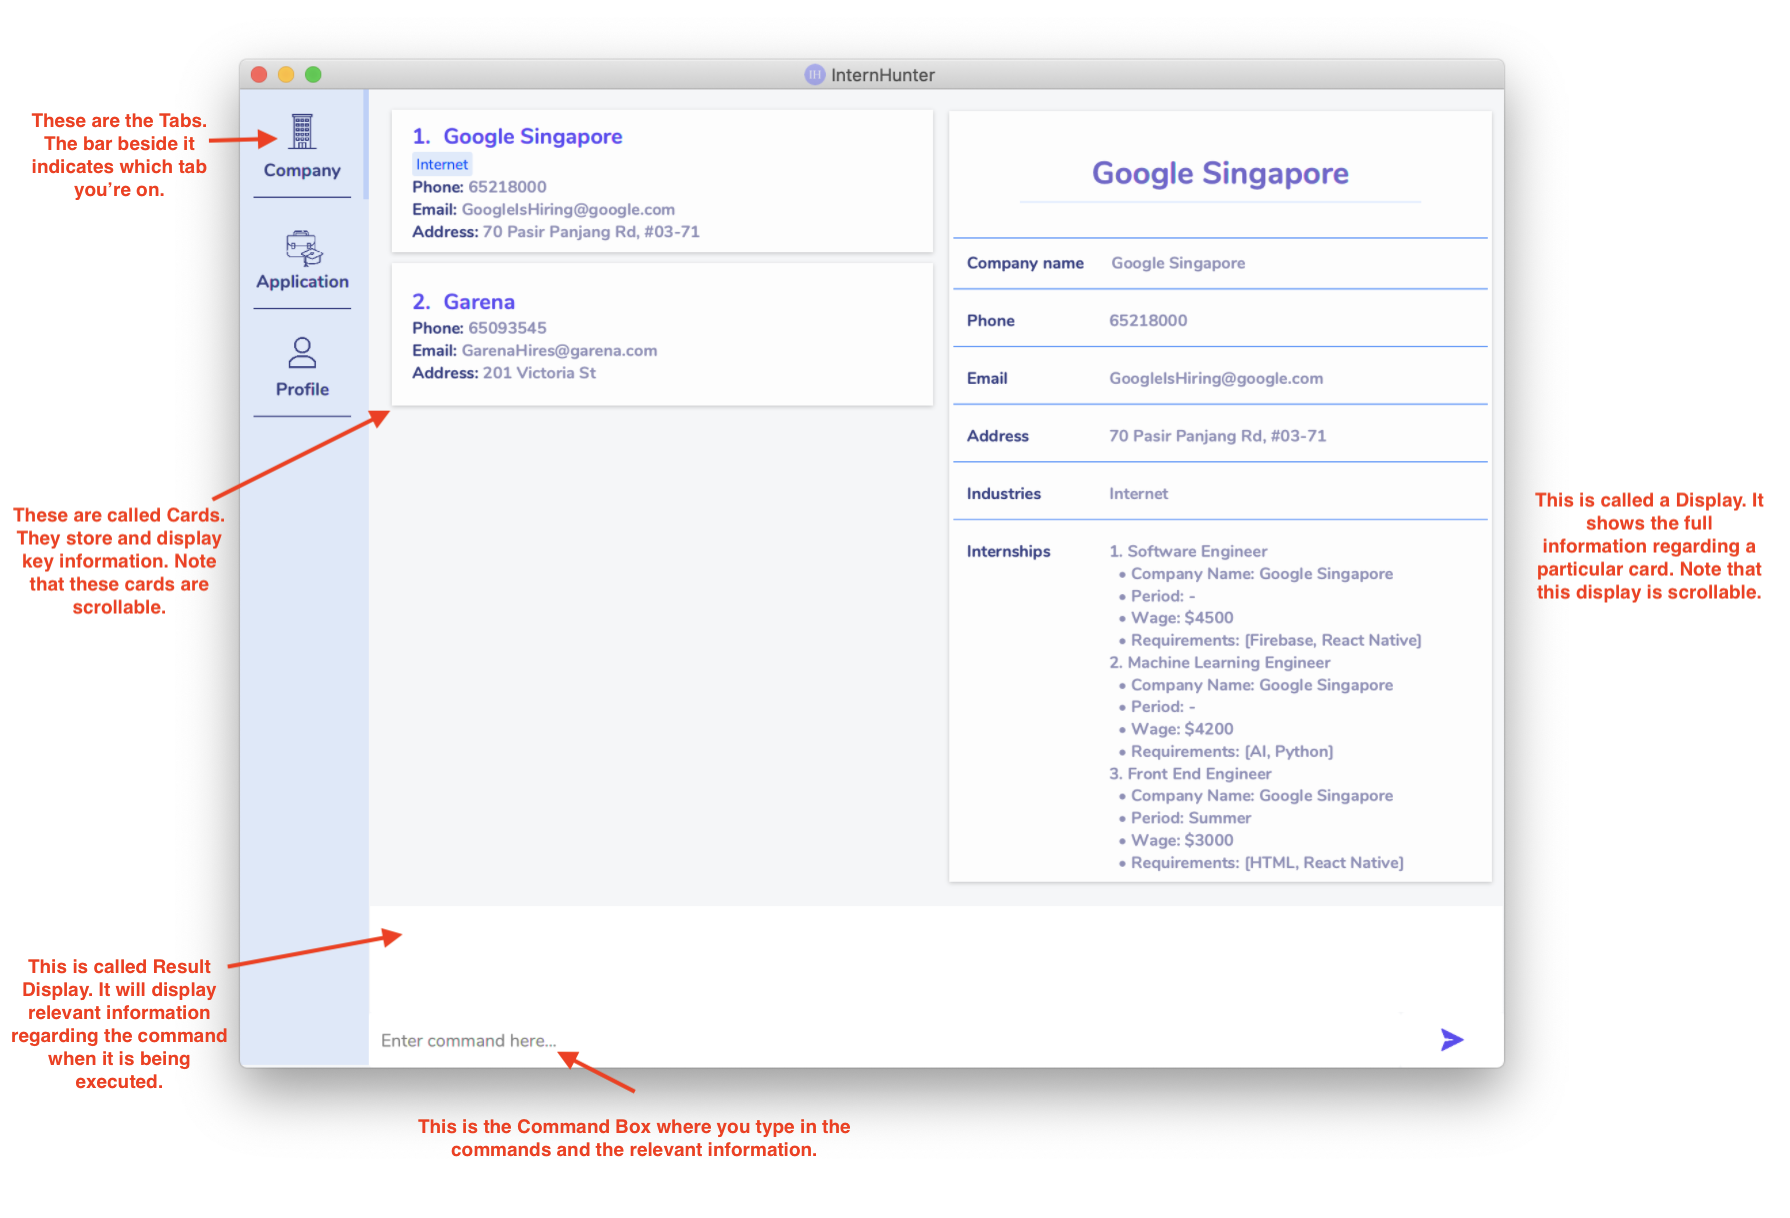 IH InternHunter
These are the Tabs.
The bar beside it
indicates which tab
you're on.
Company
Application
Profile
1. Google Singapore
Internet
Phone: 65218000
Email: GoogleIsHiring@google.com
Address: 70 Pasir Panjang Rd, #03-71
2. Garena
Phone: 65093545
Email: GarenaHires@garena.com
Address: 201 Victoria St
Google Singapore
Company name Google Singapore
Phone 65218000
Email GoogleIsHiring@google.com
Address 70 Pasir Panjang Rd, #03-71
Industries Internet
Internships 1. Software Engineer
• Company Name: Google Singapore
• Period: -
• Wage: $4500
• Requirements: [Firebase, React Native]
2. Machine Learning Engineer
• Company Name: Google Singapore
• Period: -
• Wage: $4200
• Requirements: [AI, Python]
3. Front End Engineer
• Company Name: Google Singapore
• Period: Summer
• Wage: $3000
• Requirements: [HTML, React Native]
These are called Cards.
They store and display
key information. Note
that these cards are
scrollable.
This is called a Display. It
shows the full
information regarding a
particular card. Note that
this display is scrollable.
This is called Result
Display. It will display
relevant information
regarding the command
when it is being
executed.
Enter command here...
This is the Command Box where you type in the
commands and the relevant information.